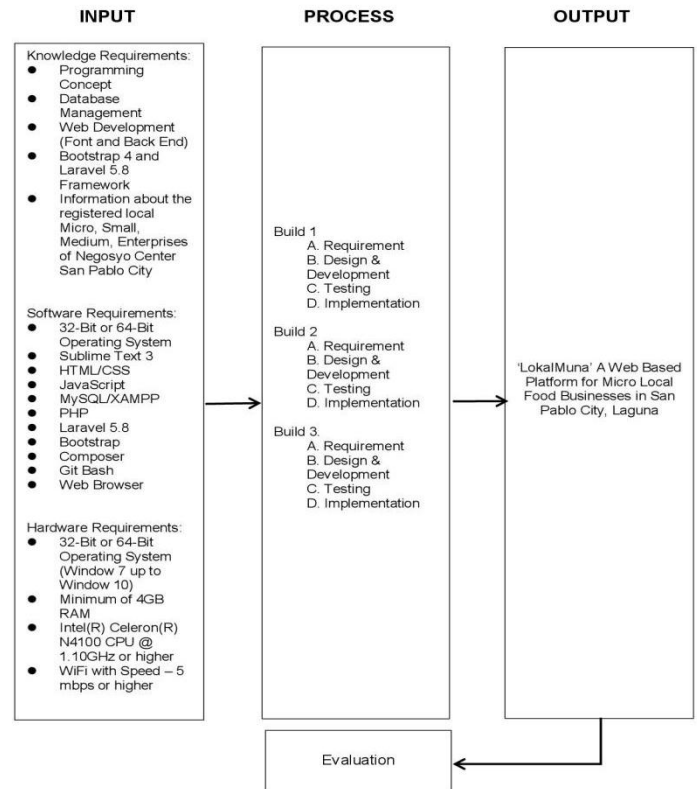 INPUT
PROCESS
OUTPUT
Knowledge Requirements:
● Programming
Concept
● Database
Management
● Web Development
(Font and Back End)
● Bootstrap 4 and
Laravel 5.8
Framework
● Information about the
registered local
Micro, Small,
Medium, Enterprises
of Negosyo Center
San Pablo City
Software Requirements:
● 32-Bit or 64-Bit
Operating System
● Sublime Text 3
● HTML/CSS
● JavaScript
● MySQL/XAMPP
● PHP
● Laravel 5.8
● Bootstrap
● Composer
● Git Bash
● Web Browser
Hardware Requirements:
● 32-Bit or 64-Bit
Operating System
(Window 7 up to
Window 10)
● Minimum of 4GB
RAM
● Intel(R) Celeron(R)
N4100 CPU @
1.10GHz or higher
● WiFi with Speed – 5
mbps or higher
Build 1
A. Requirement
B. Design &
Development
C. Testing
D. Implementation
Build 2
A. Requirement
B. Design &
Development
C. Testing
D. Implementation
Build 3.
A. Requirement
B. Design &
Development
C. Testing
D. Implementation
‘LokalMuna’ A Web Based
Platform for Micro Local
Food Businesses in San
Pablo City, Laguna
Evaluation